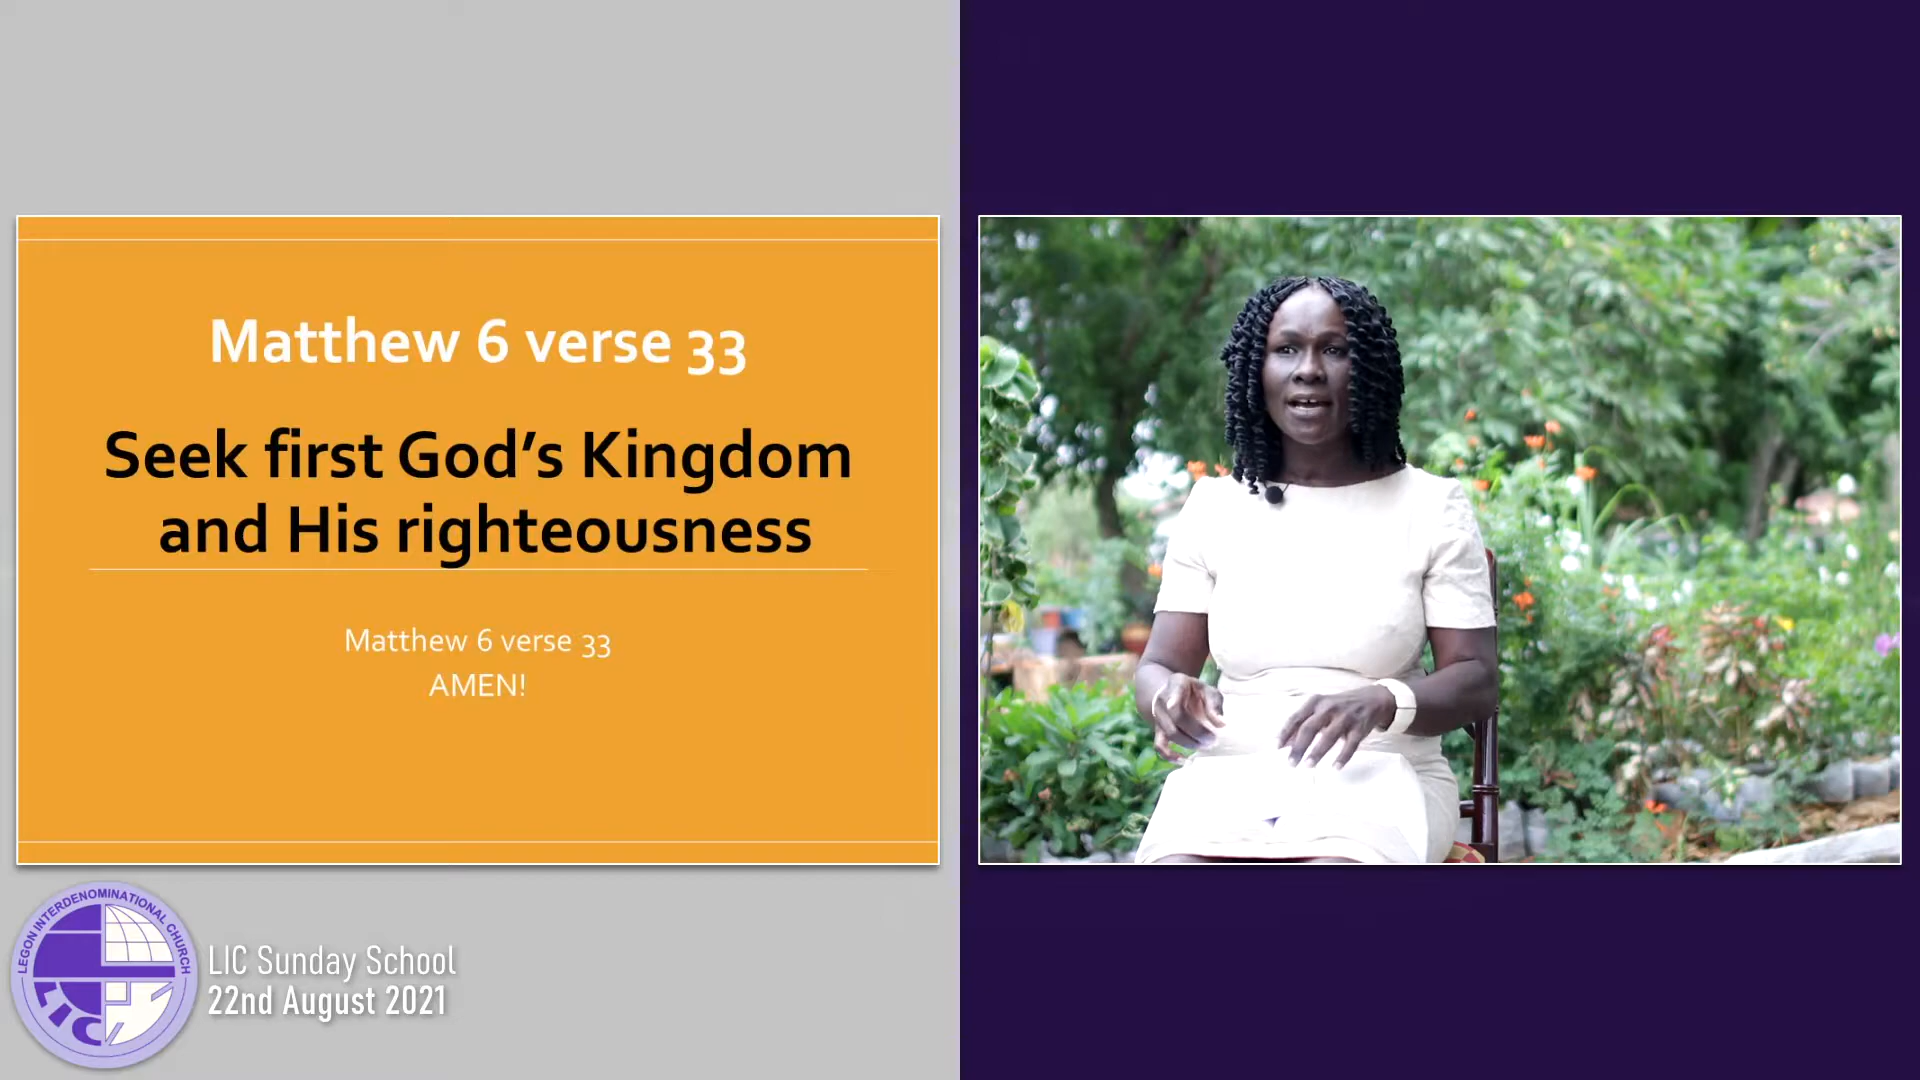 Matthew 6 verse 33
Seek first God's Kingdom
and His righteousness
Matthew 6 verse 33
AMEN!
LEGON INTERDENOMINATIONAL CHURCH
LIC
LIC Sunday School
22nd August 2021